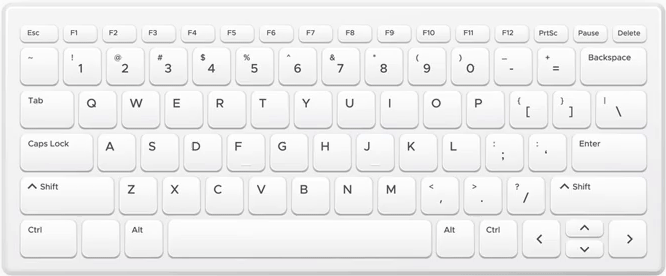 Esc F1 F2 F3 F4 F5 F6 F7 F8 F9 F10 F11 F12 PrtSc Pause Delete
~ ! 1 @ 2 # 3 $ 4 % 5 ^ 6 & 7 * 8 ( 9 ) 0 _ - + = Backspace
Tab Q W E R T Y U I O P { [ } ] | \
Caps Lock A S D F G H J K L : ; : ‘ Enter
^ Shift Z X C V B N M < , > . ? / ^ Shift
Ctrl Alt Alt Ctrl < ^ v >